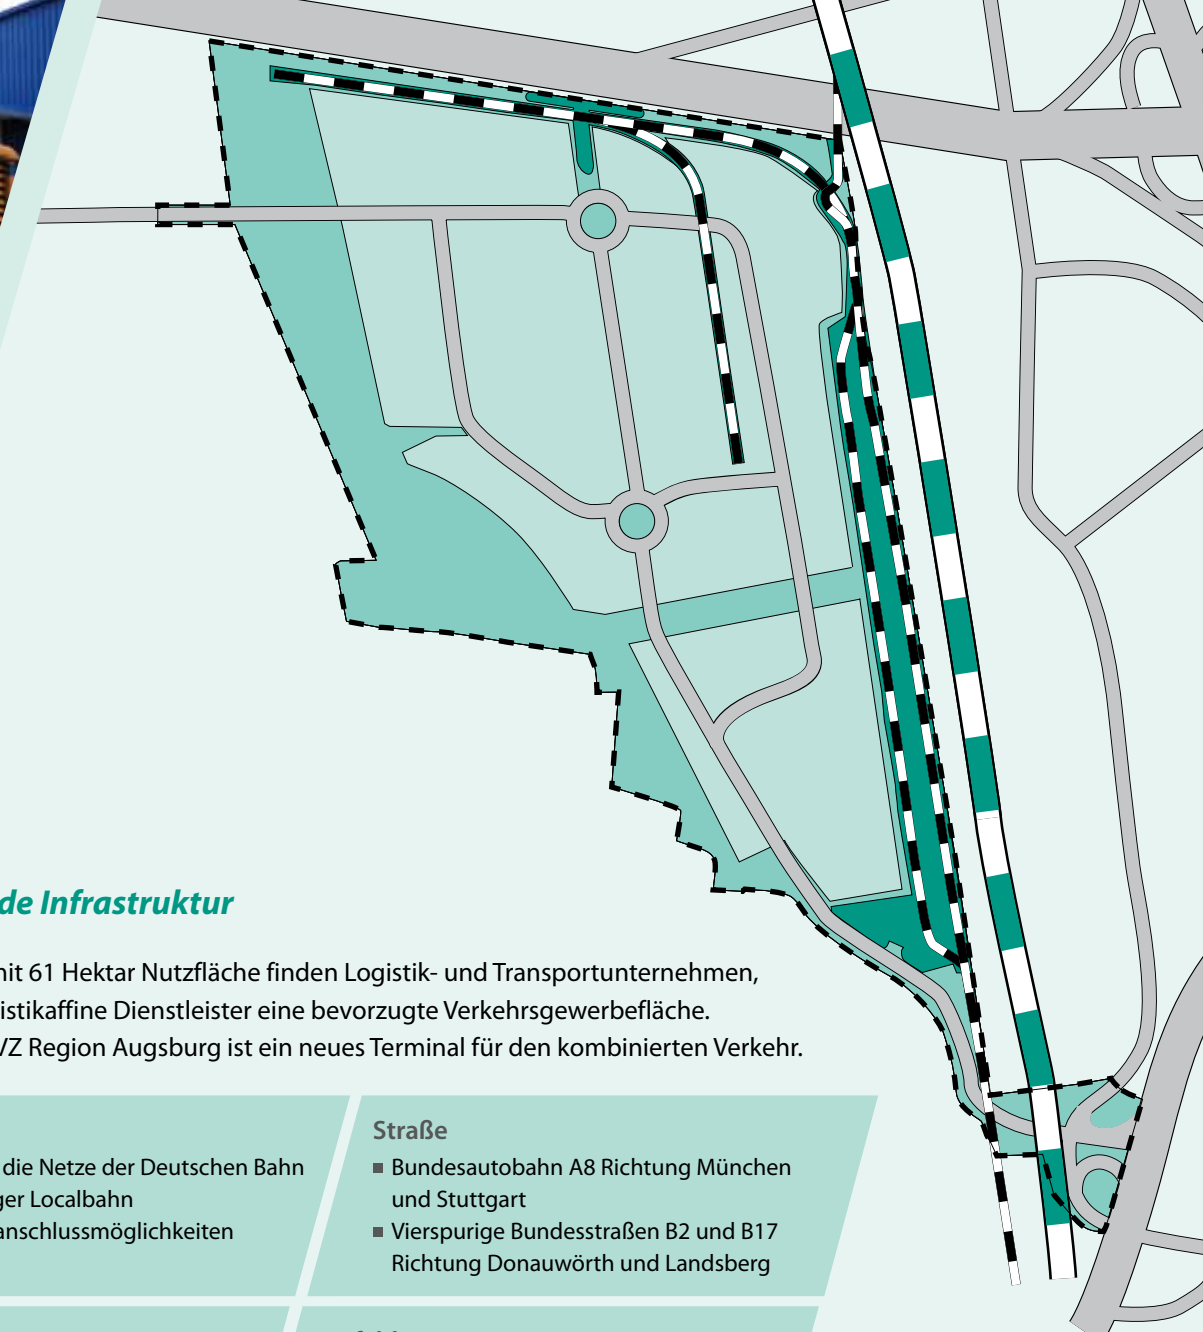 de Infrastruktur
mit 61 Hektar Nutzfläche finden Logistik- und Transportunternehmen,
istikaffine Dienstleister eine bevorzugte Verkehrsgewerbefläche.
VZ Region Augsburg ist ein neues Terminal für den kombinierten Verkehr.
die Netze der Deutschen Bahn
ger Localbahn
anschlussmöglichkeiten
Straße
▪ Bundesautobahn A8 Richtung München
und Stuttgart
▪ Vierspurige Bundesstraßen B2 und B17
Richtung Donauwörth und Landsberg